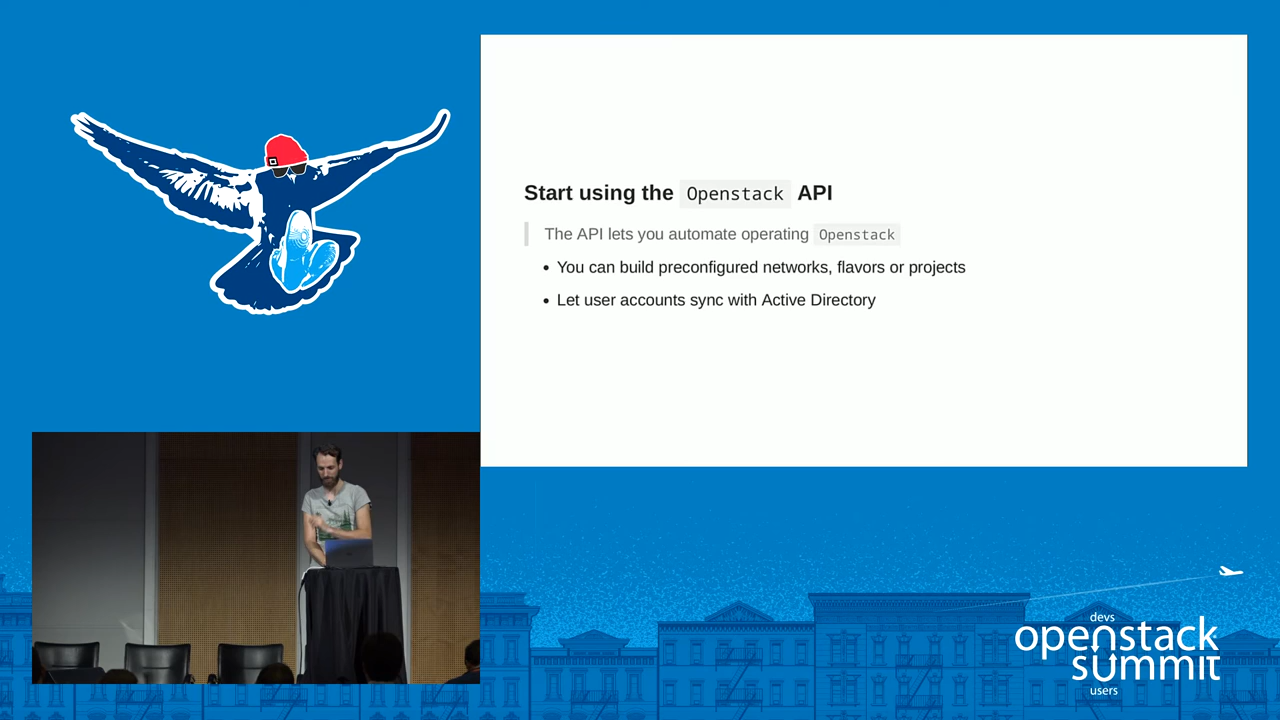 Start using the Openstack API
The API lets you automate operating Openstack
• You can build preconfigured networks, flavors or projects
• Let user accounts sync with Active Directory
devs
openstack
summit
users